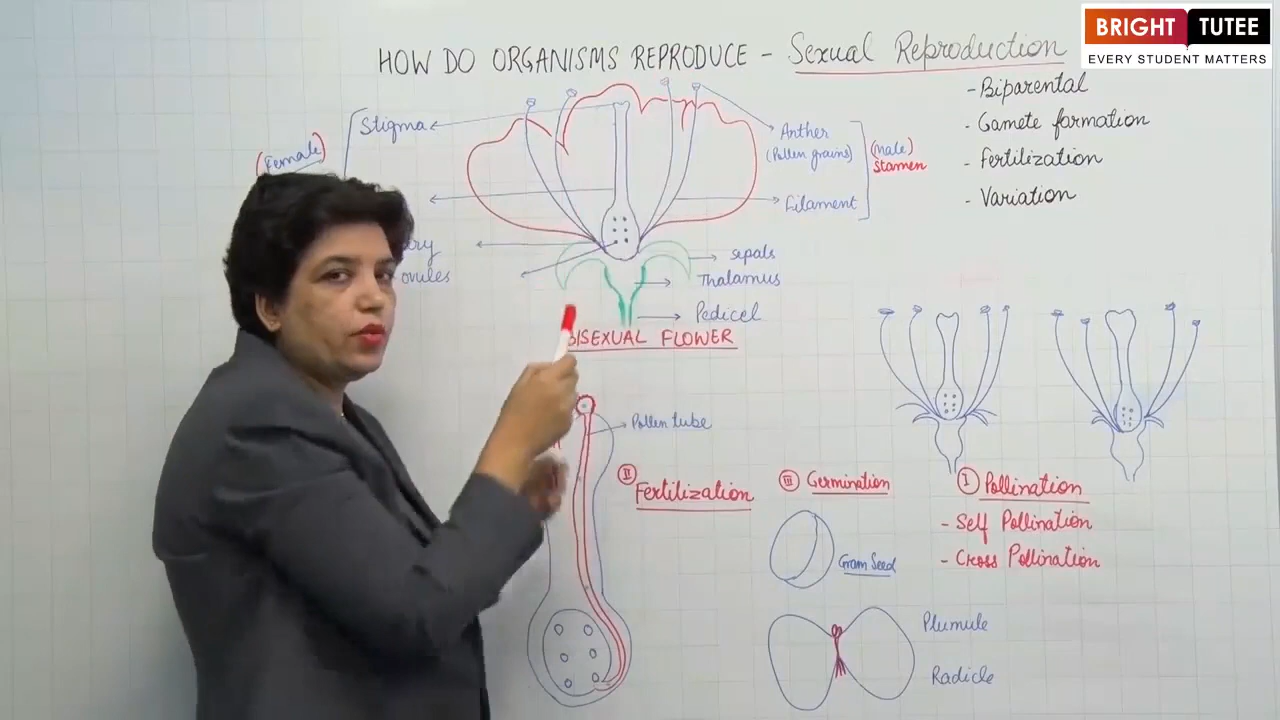 BRIGHT TUTEE
EVERY STUDENT MATTERS
HOW DO ORGANISMS REPRODUCE - Sexual Reproduction
- Biparental
- Gamete formation
- Fertilization
- Variation
Stigma
(Female)
ovules
Anther
(Pollen grains)
Filament
(male)
Stamen
sepals
Thalamus
Pedicel
BISEXUAL FLOWER
Pollen tube
II
Fertilization
III Germination
Gram Seed
Plumule
Radicle
I Pollination
- Self Pollination
- Cross Pollination